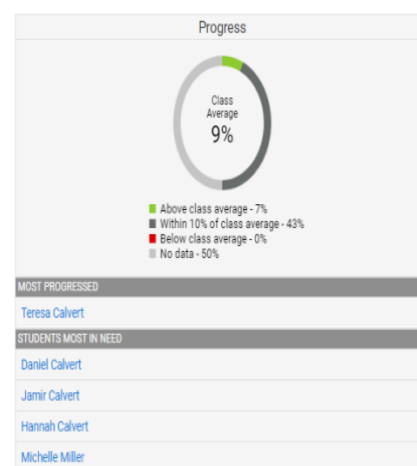 Progress
Class
Average
9%
Above class average - 7%
Within 10% of class average - 43%
Below class average - 0%
No data - 50%
MOST PROGRESSED
Teresa Calvert
STUDENTS MOST IN NEED
Daniel Calvert
Jamir Calvert
Hannah Calvert
Michelle Miller